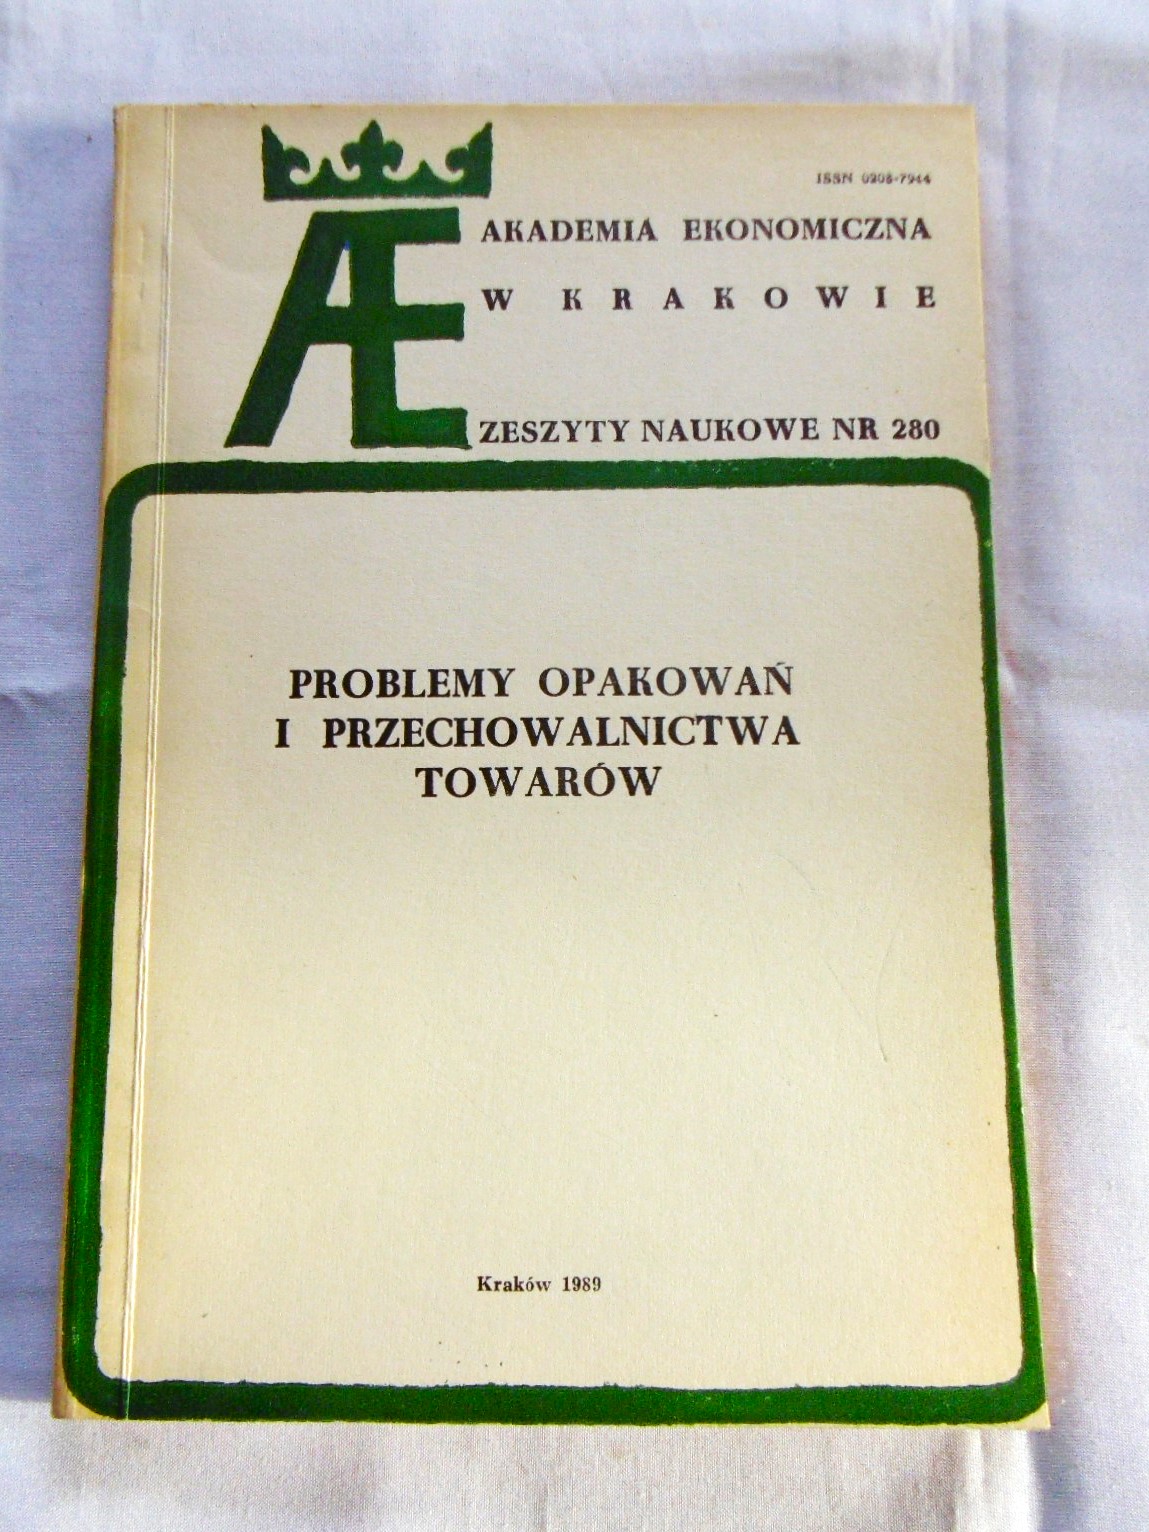 ISSN 0208-7944
Æ
AKADEMIA EKONOMICZNA
W KRAKOWIE
ZESZYTY NAUKOWE NR 280
PROBLEMY OPAKOWAŃ
I PRZECHOWALNICTWA
TOWARÓW
Kraków 1989